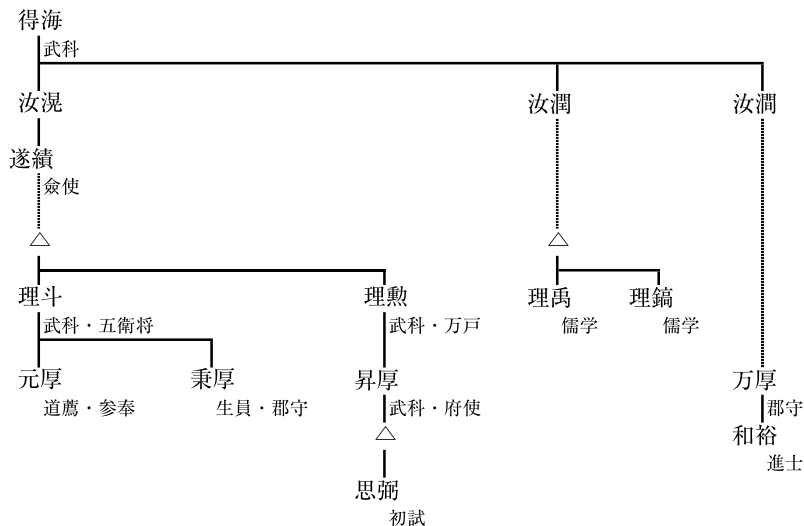 得海
武科
汝滉
汝潤
汝澗
遂績
僉使
△
△
理斗
理勲
理禹
理鎬
武科・五衛将
武科・万戸
儒学
儒学
元厚
秉厚
昇厚
万厚
道薦・参奉
生員・郡守
武科・府使
郡守
△
和裕
進士
思弼
初試